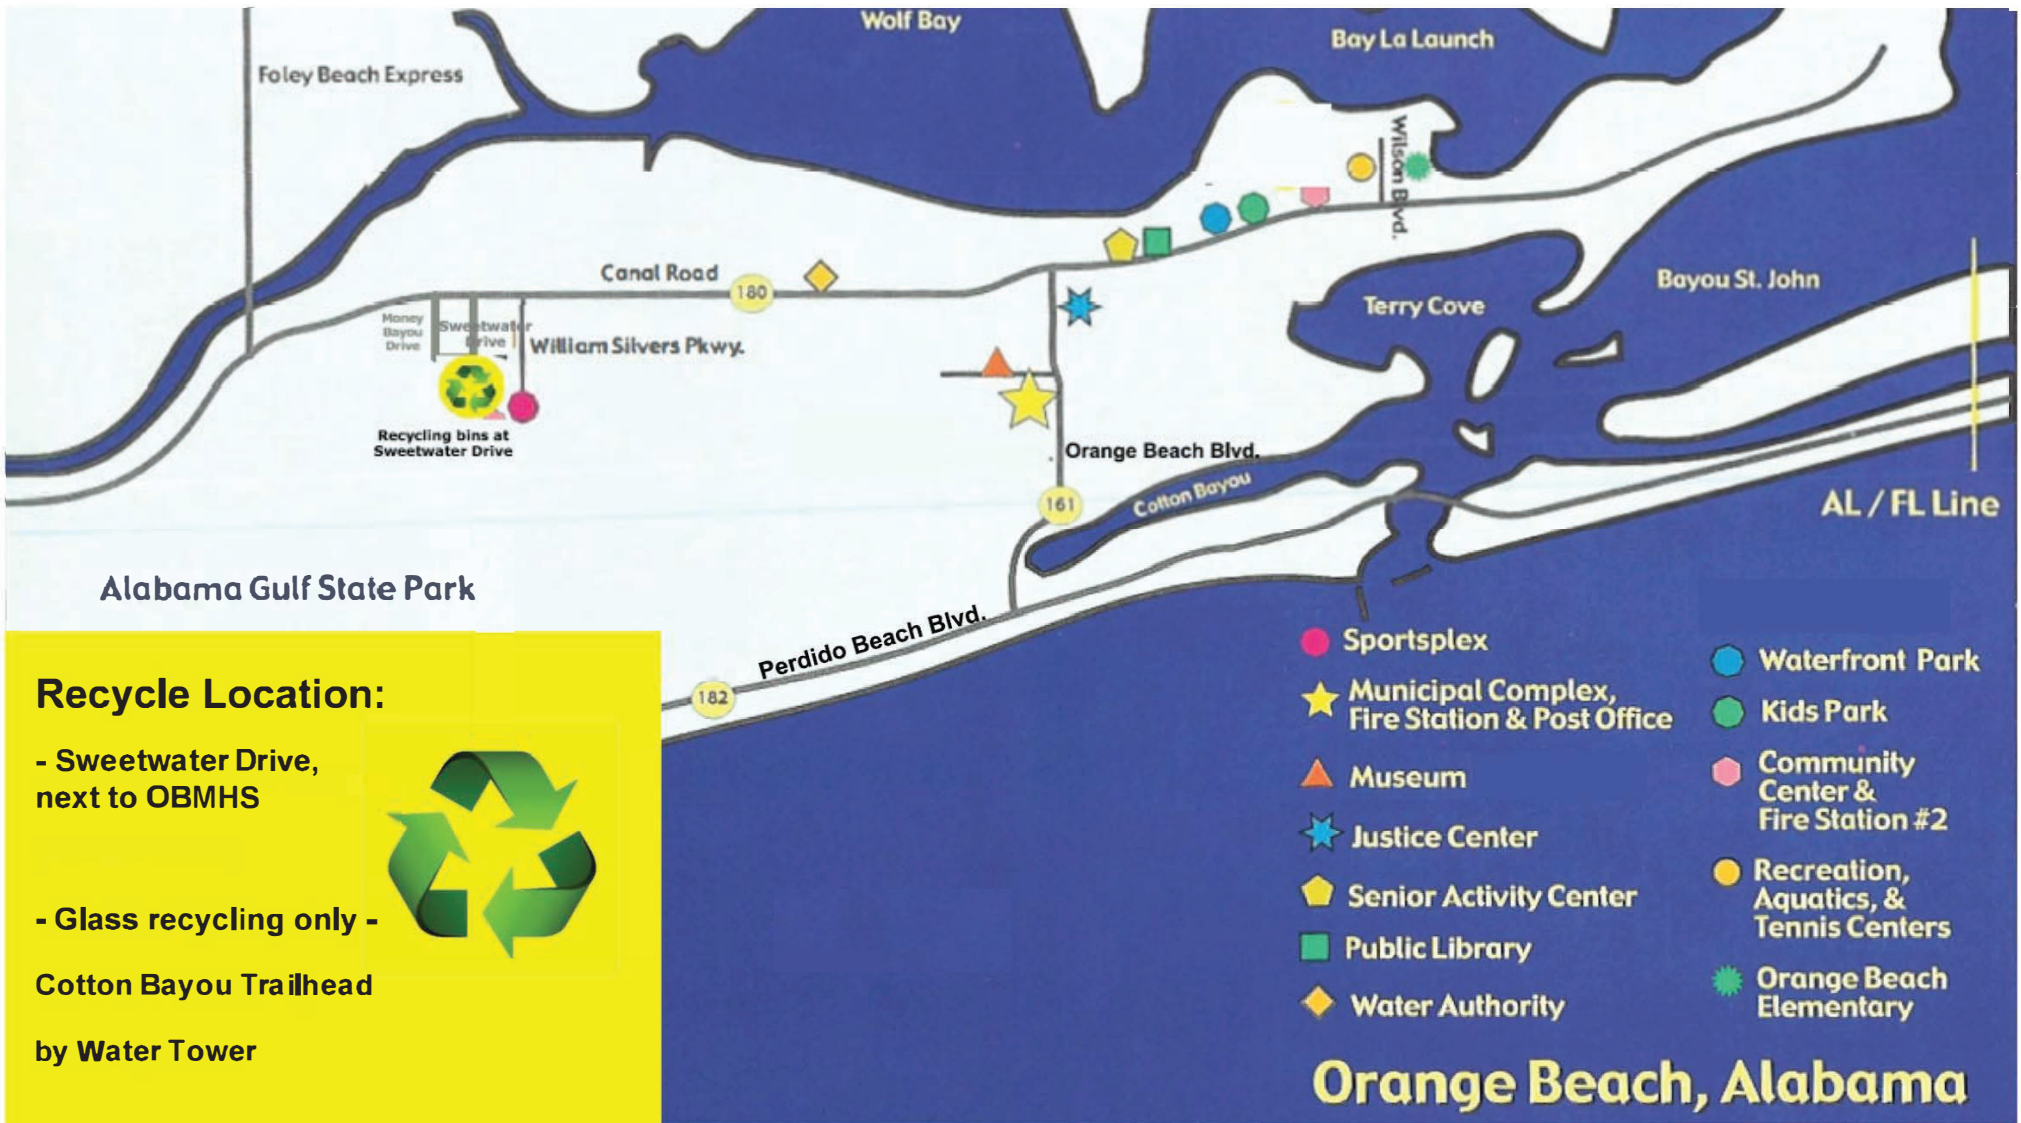 Wolf Bay
Bay La Launch
Foley Beach Express
Wilson Blvd.
Canal Road
180
Bayou St. John
Terry Cove
Money
Bayou
Drive
Sweetwater
Drive
William Silvers Pkwy.
Recycling bins at
Sweetwater Drive
Orange Beach Blvd.
Cotton Bayou
161
AL / FL Line
Alabama Gulf State Park
Perdido Beach Blvd.
182
Recycle Location:
- Sweetwater Drive,
next to OBMHS
- Glass recycling only -
Cotton Bayou Trailhead
by Water Tower
Sportsplex
Municipal Complex,
Fire Station & Post Office
Museum
Justice Center
Senior Activity Center
Public Library
Water Authority
Waterfront Park
Kids Park
Community
Center &
Fire Station #2
Recreation,
Aquatics, &
Tennis Centers
Orange Beach
Elementary
Orange Beach, Alabama